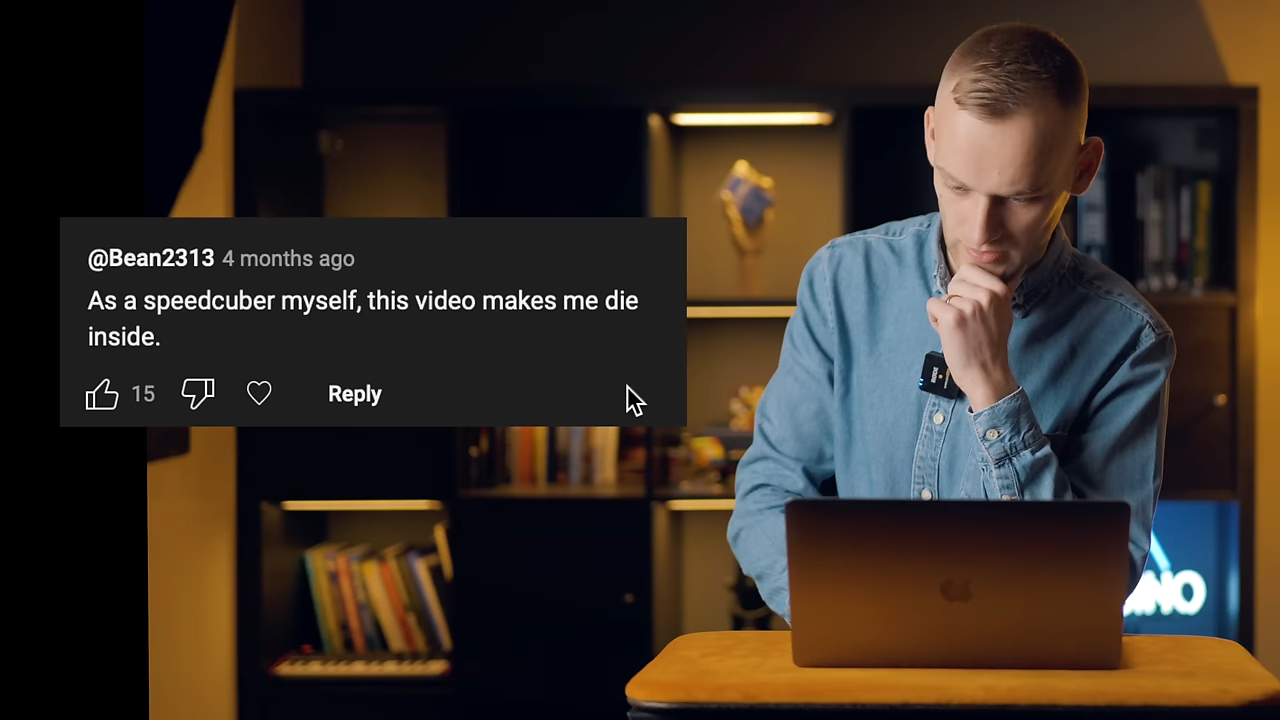 @Bean2313 4 months ago
As a speedcuber myself, this video makes me die
inside.
15 Reply